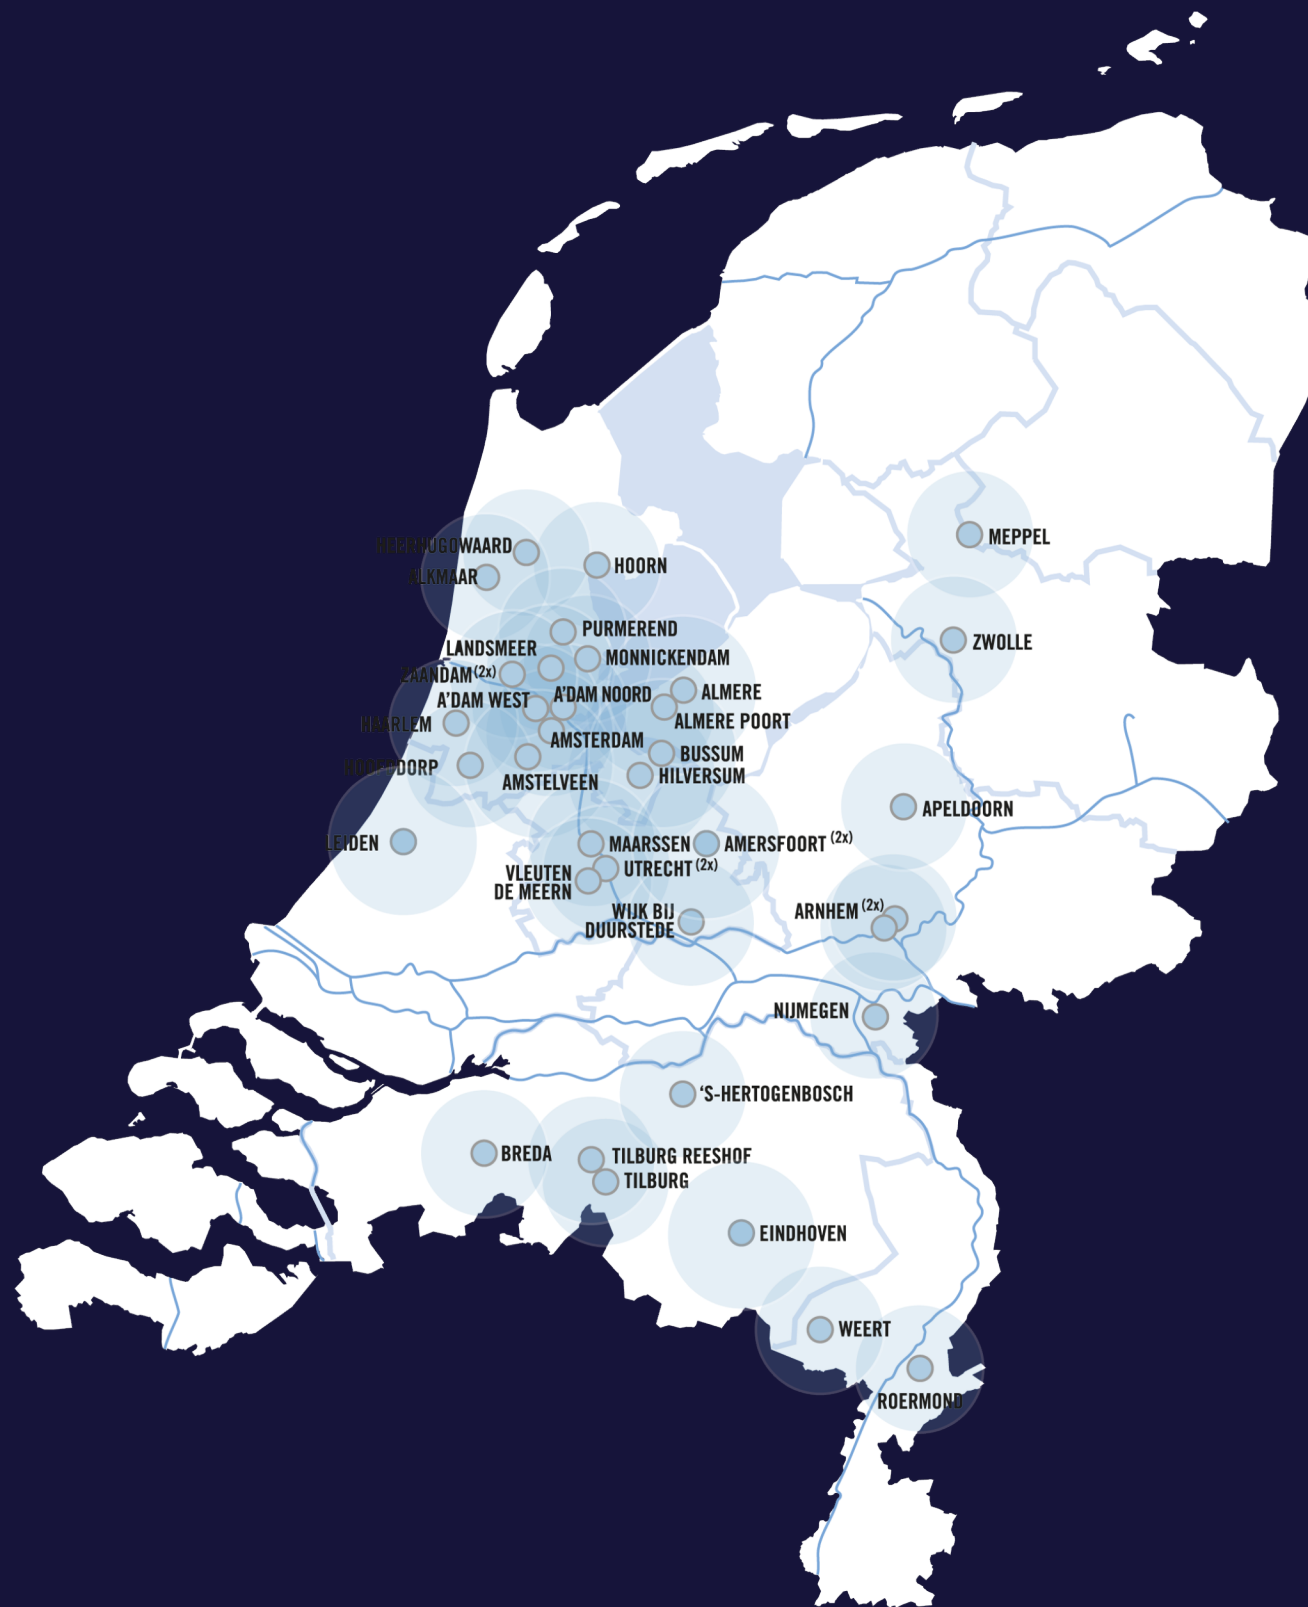 HEERHUGOWAARD
ALKMAAR
HOORN
MEPPEL
PURMEREND
LANDSMEER
MONNICKENDAM
ZWOLLE
ZAANDAM (2x)
A'DAM WEST
A'DAM NOORD
ALMERE
HAARLEM
ALMERE POORT
AMSTERDAM
BUSSUM
HOOFDDORP
HILVERSUM
AMSTELVEEN
APELDOORN
LEIDEN
MAARSSEN
AMERSFOORT (2x)
UTRECHT (2x)
VLEUTEN
DE MEERN
WIJK BIJ
DUURSTEDE
ARNHEM (2x)
NIJMEGEN
'S-HERTOGENBOSCH
BREDA
TILBURG REESHOF
TILBURG
EINDHOVEN
WEERT
ROERMOND